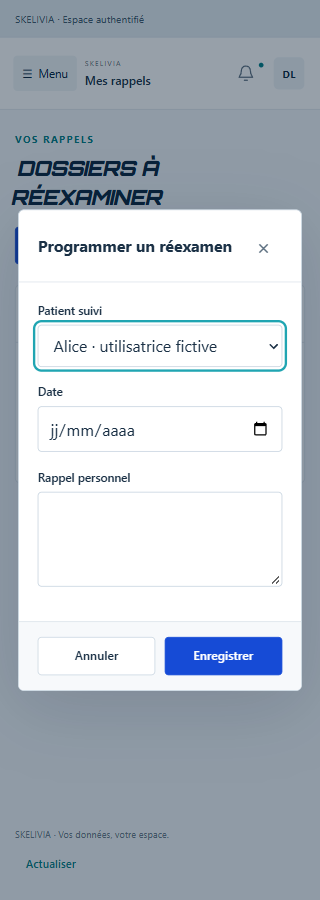 SKELIVIA · Espace authentifié
☰ Menu
SKELIVIA
Mes rappels
DL
VOS RAPPELS
DOSSIERS À
RÉEXAMINER
Programmer un réexamen
×
Patient suivi
Alice · utilisatrice fictive
Date
jj/mm/aaaa
Rappel personnel
Annuler
Enregistrer
SKELIVIA · Vos données, votre espace.
Actualiser